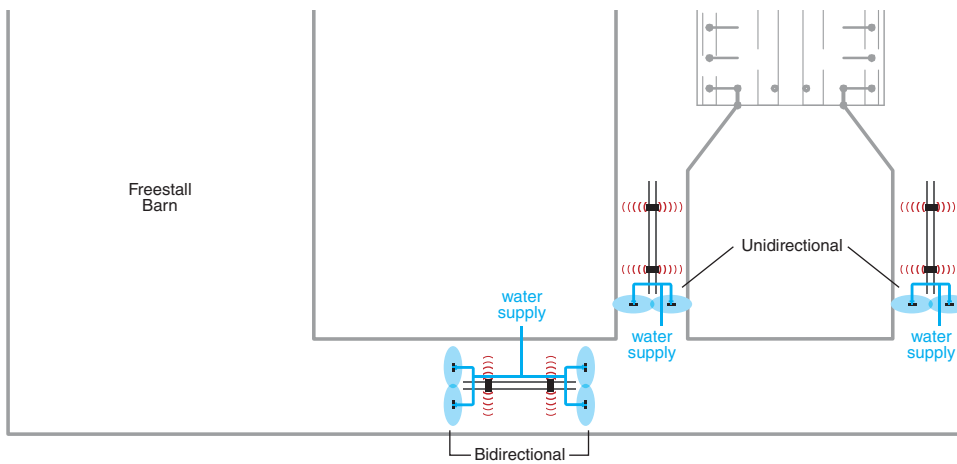 Freestall
Barn
Unidirectional
water
supply
water
supply
water
supply
Bidirectional